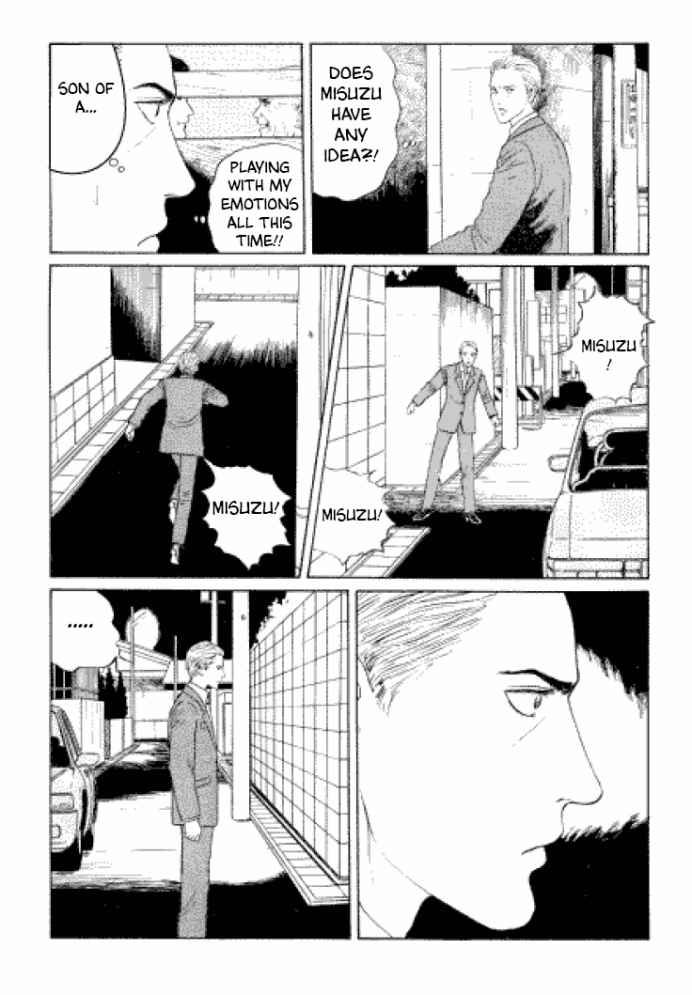 SON OF
A...
PLAYING
WITH MY
EMOTIONS
ALL THIS
TIME!!
DOES
MISUZU
HAVE
ANY
IDEA?!
MISUZU!
MISUZU
!
MISUZU!
.....